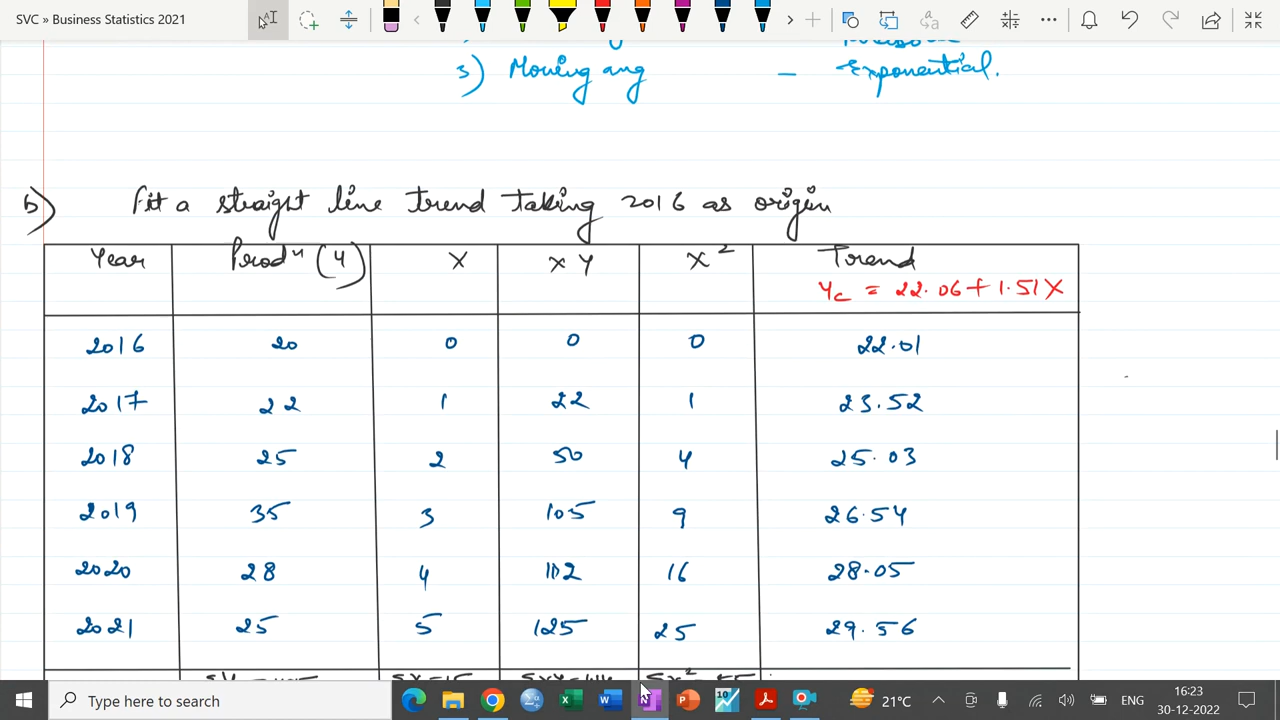 SVC » Business Statistics 2021
3) Moving avg - Exponential.
b) Fit a straight line trend taking 2016 as origin
Year Prodⁿ (Y) X XY X² Trend
Yc = 22.06 + 1.51X
2016 20 0 0 0 22.01
2017 22 1 22 1 23.52
2018 25 2 50 4 25.03
2019 35 3 105 9 26.54
2020 28 4 112 16 28.05
2021 25 5 125 25 29.56
Type here to search
21°C
ENG
16:23
30-12-2022